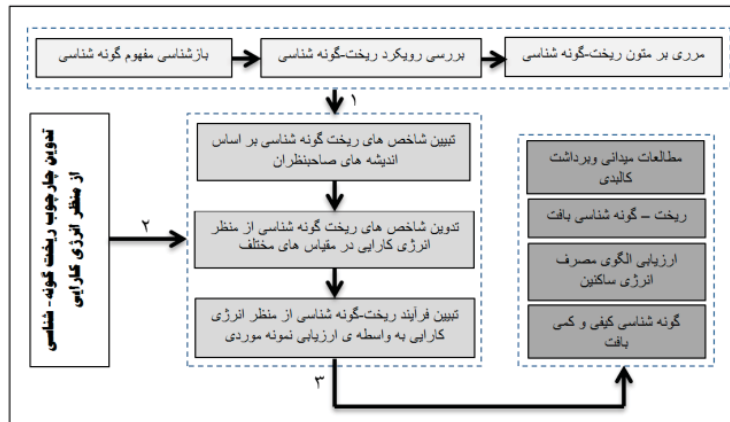 بازشناسی مفهوم گونه شناسی
بررسی رویکرد ریخت-گونه شناسی
مرری بر متون ریخت-گونه شناسی
۱
تبیین شاخص های ریخت گونه شناسی بر اساس
اندیشه های صاحبنظران
تدوین شاخص های ریخت گونه شناسی از منظر
انرژی کارایی در مقیاس های مختلف
تبیین فرآیند ریخت-گونه شناسی از منظر انرژی
کارایی به واسطه ی ارزیابی نمونه موردی
تدوین چارچوب ریخت گونه- شناسی
از منظر انرژی کارایی
۲
۳
مطالعات میدانی وبرداشت
کالبدی
ریخت – گونه شناسی بافت
ارزیابی الگوی مصرف
انرژی ساکنین
گونه شناسی کیفی و کمی
بافت